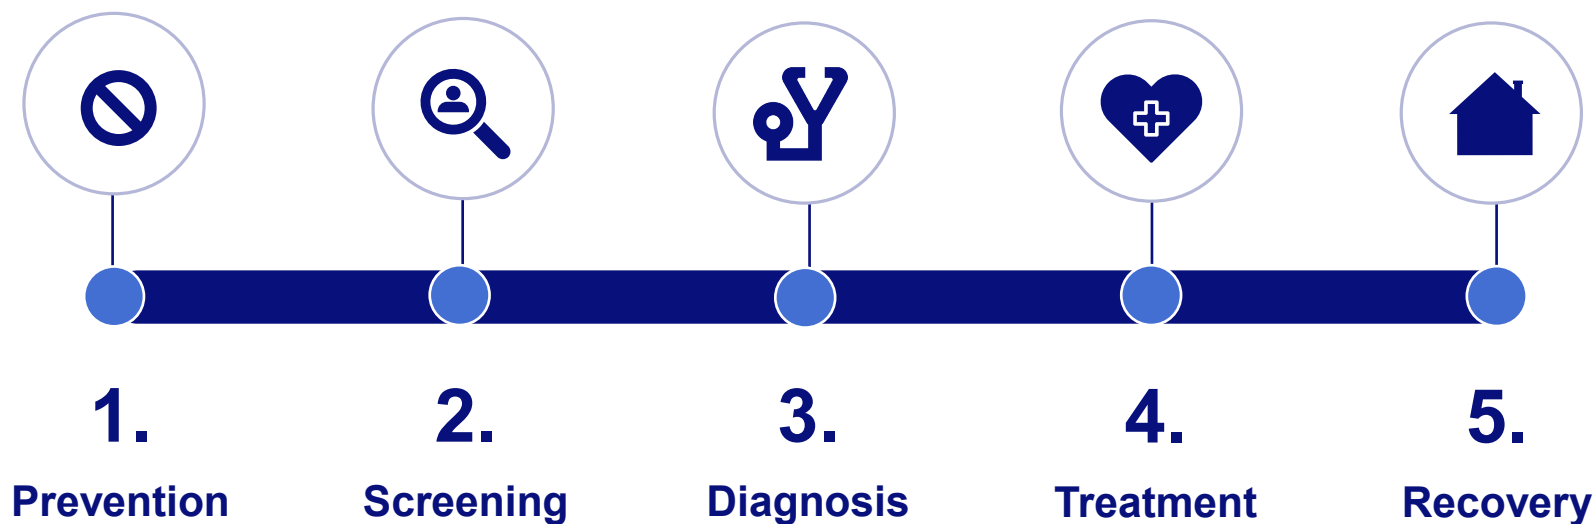 1. 2. 3. 4. 5.
Prevention Screening Diagnosis Treatment Recovery